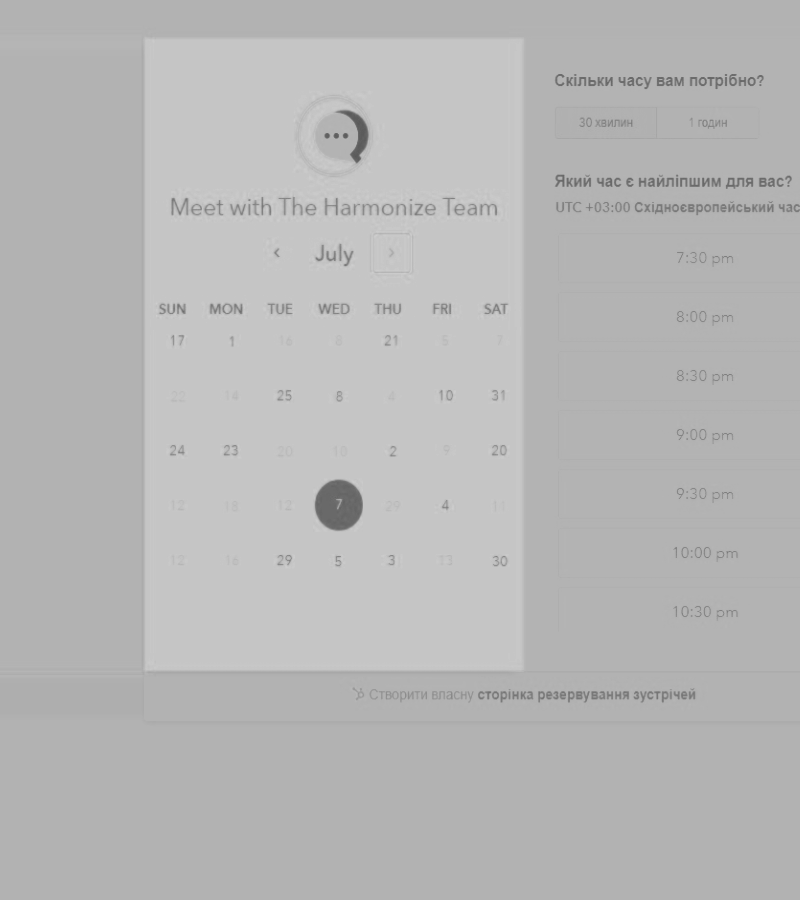 Meet with The Harmonize Team
July
SUN MON TUE WED THU FRI SAT
17 1 16 8 21 5 7
22 14 25 8 4 10 31
24 23 20 10 2 9 20
12 7 29 4 11
12 16 29 5 3 13 30
Скільки часу вам потрібно?
30 хвилин 1 годин
Який час є найліпшим для вас?
UTC +03:00 Східноєвропейський час
7:30 pm
8:00 pm
8:30 pm
9:00 pm
9:30 pm
10:00 pm
10:30 pm
Створити власну сторінка резервування зустрічей